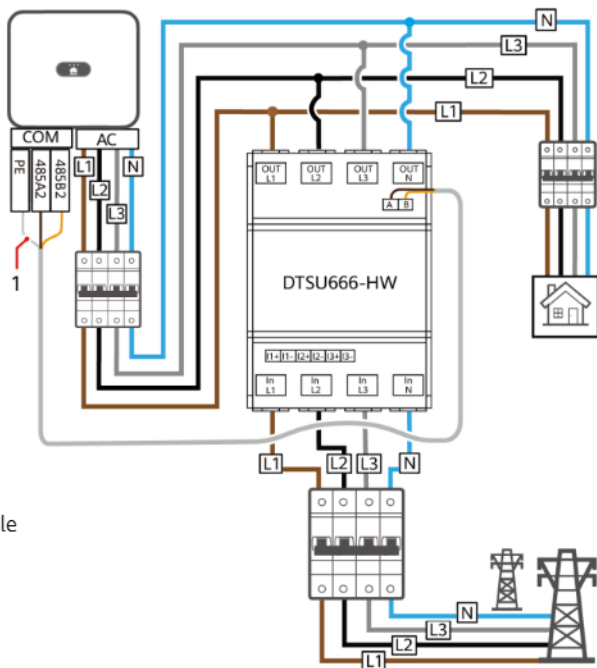 N
L3
L2
L1
COM AC
PE
485A2
485B2
L1
L2
L3
N
1
OUT L1
OUT L2
OUT L3
OUT N
A B
DTSU666-HW
I1+ I1- I2+ I2- I3+ I3-
In L1
In L2
In L3
In N
L1 L2 L3 N
le
N
L3
L2
L1